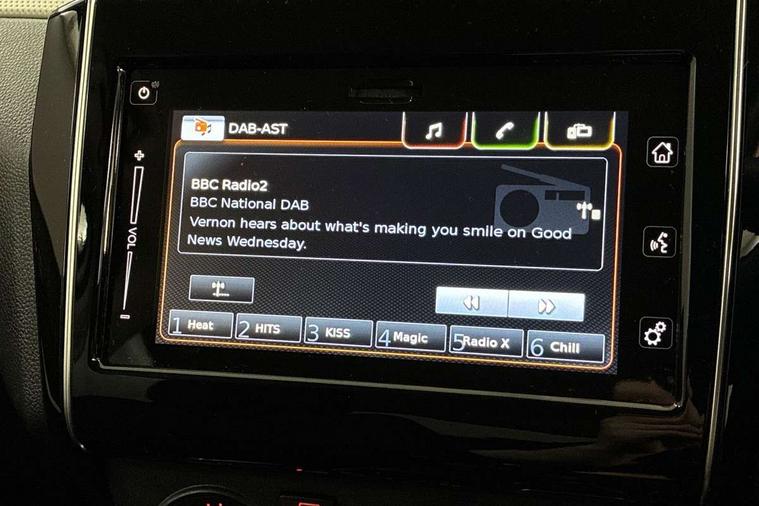 DAB-AST
BBC Radio2
BBC National DAB
Vernon hears about what's making you smile on Good
News Wednesday.
+
VOL
-
1 Heat 2 HITS 3 KISS 4 Magic 5 Radio X 6 Chill